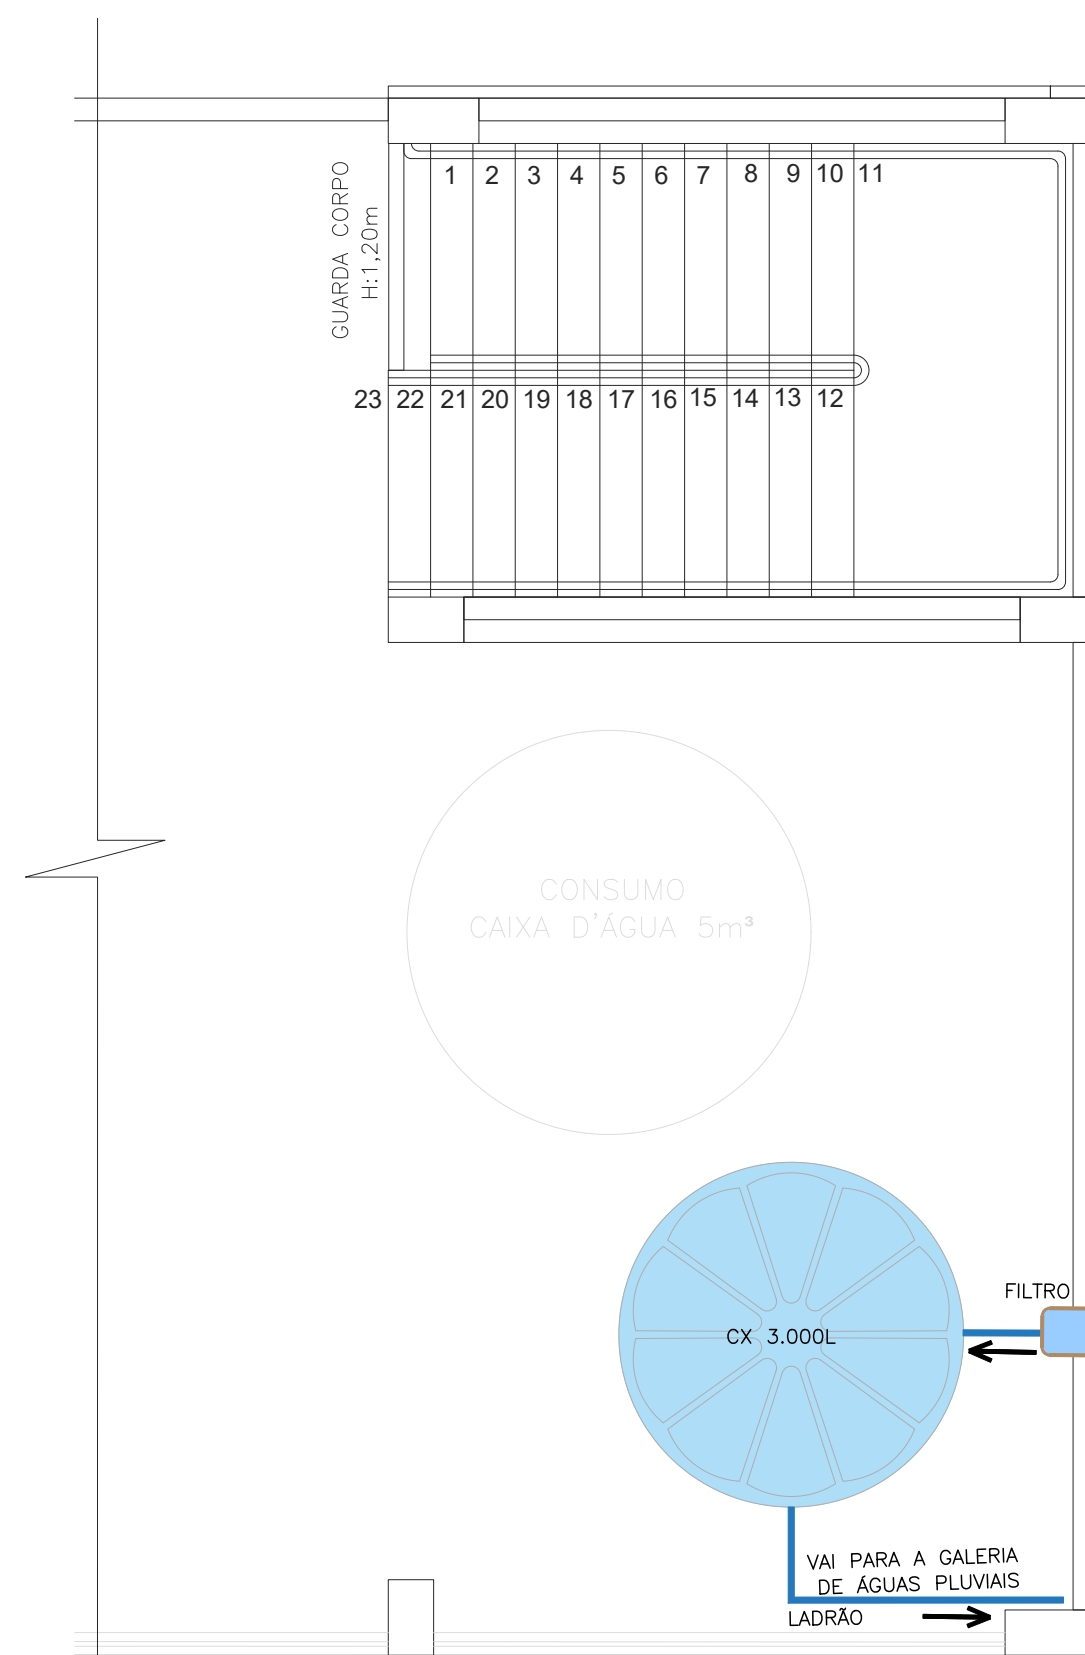 GUARDA CORPO
H:1,20m
1 2 3 4 5 6 7 8 9 10 11
23 22 21 20 19 18 17 16 15 14 13 12
CONSUMO
CAIXA D'ÁGUA 5m³
FILTRO
CX 3.000L
VAI PARA A GALERIA
DE ÁGUAS PLUVIAIS
LADRÃO